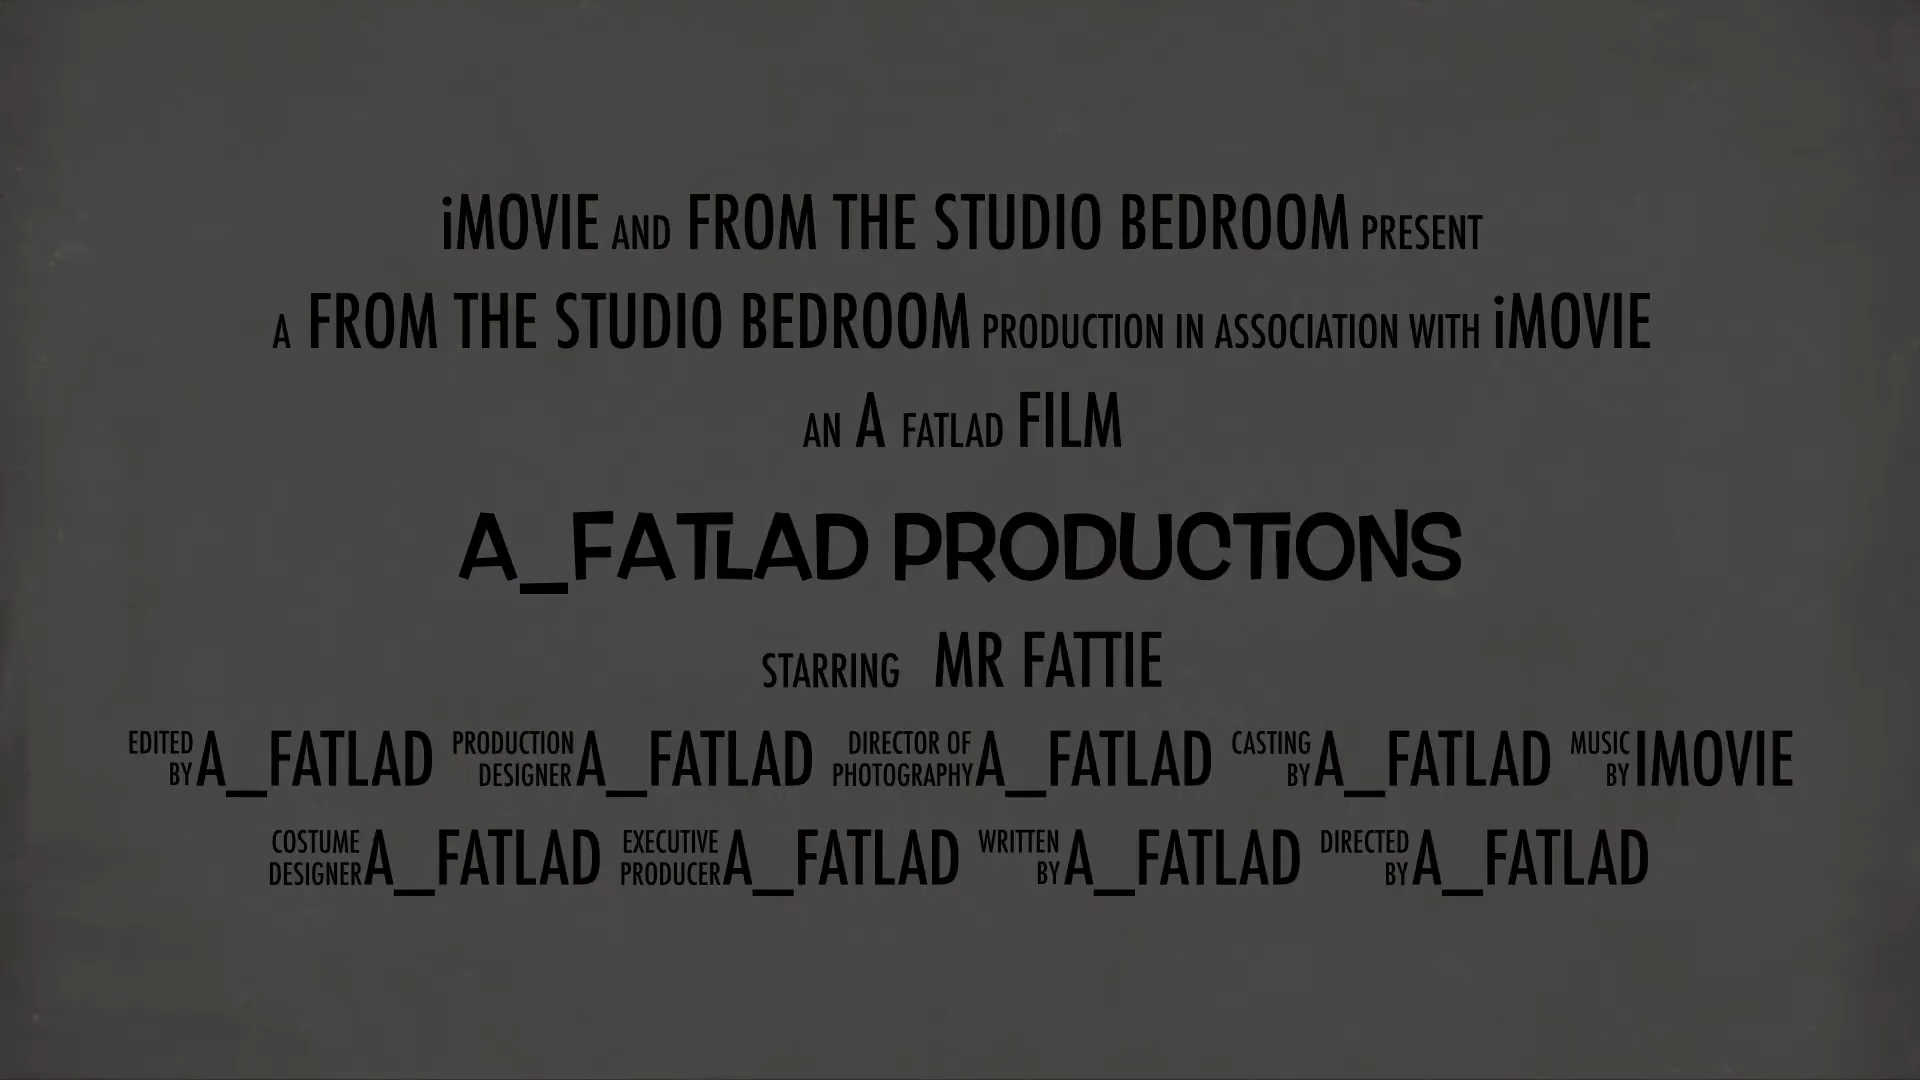 iMOVIE AND FROM THE STUDIO BEDROOM PRESENT
A FROM THE STUDIO BEDROOM PRODUCTION IN ASSOCIATION WITH iMOVIE
AN A FATLAD FILM
A_FATLAD PRODUCTIONS
STARRING MR FATTIE
EDITED BY A_FATLAD PRODUCTION DESIGNER A_FATLAD DIRECTOR OF PHOTOGRAPHY A_FATLAD CASTING BY A_FATLAD MUSIC BY IMOVIE
COSTUME DESIGNER A_FATLAD EXECUTIVE PRODUCER A_FATLAD WRITTEN BY A_FATLAD DIRECTED BY A_FATLAD